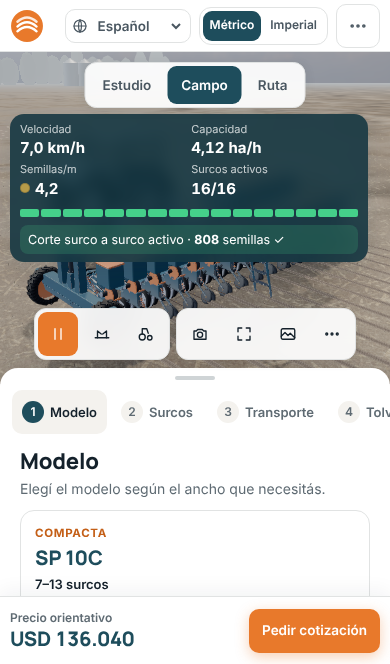 Español
Métrico
Imperial
Estudio
Campo
Ruta
Velocidad
Capacidad
7,0 km/h
4,12 ha/h
Semillas/m
Surcos activos
4,2
16/16
Corte surco a surco activo · 808 semillas ✓
1 Modelo
2 Surcos
3 Transporte
4 Tolv
Modelo
Elegí el modelo según el ancho que necesitás.
COMPACTA
SP 10C
7–13 surcos
Precio orientativo
USD 136.040
Pedir cotización